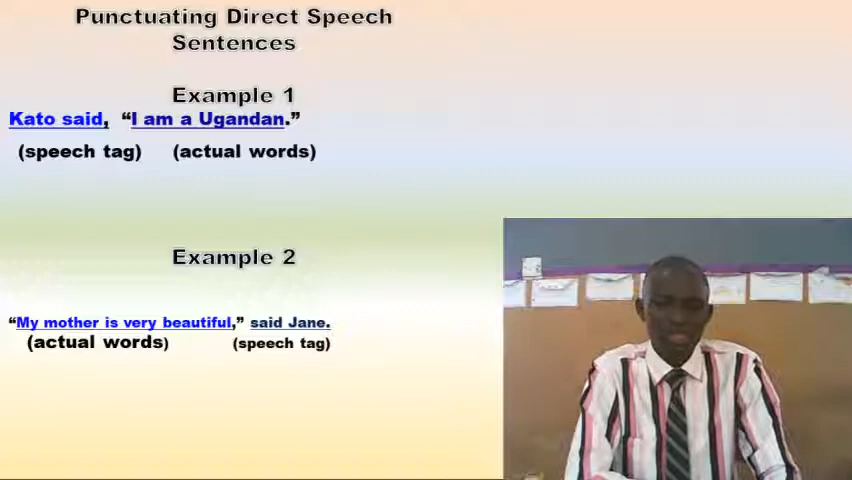 Punctuating Direct Speech
Sentences
Example 1
Kato said, “I am a Ugandan.”
(speech tag) (actual words)
Example 2
“My mother is very beautiful,” said Jane.
(actual words) (speech tag)